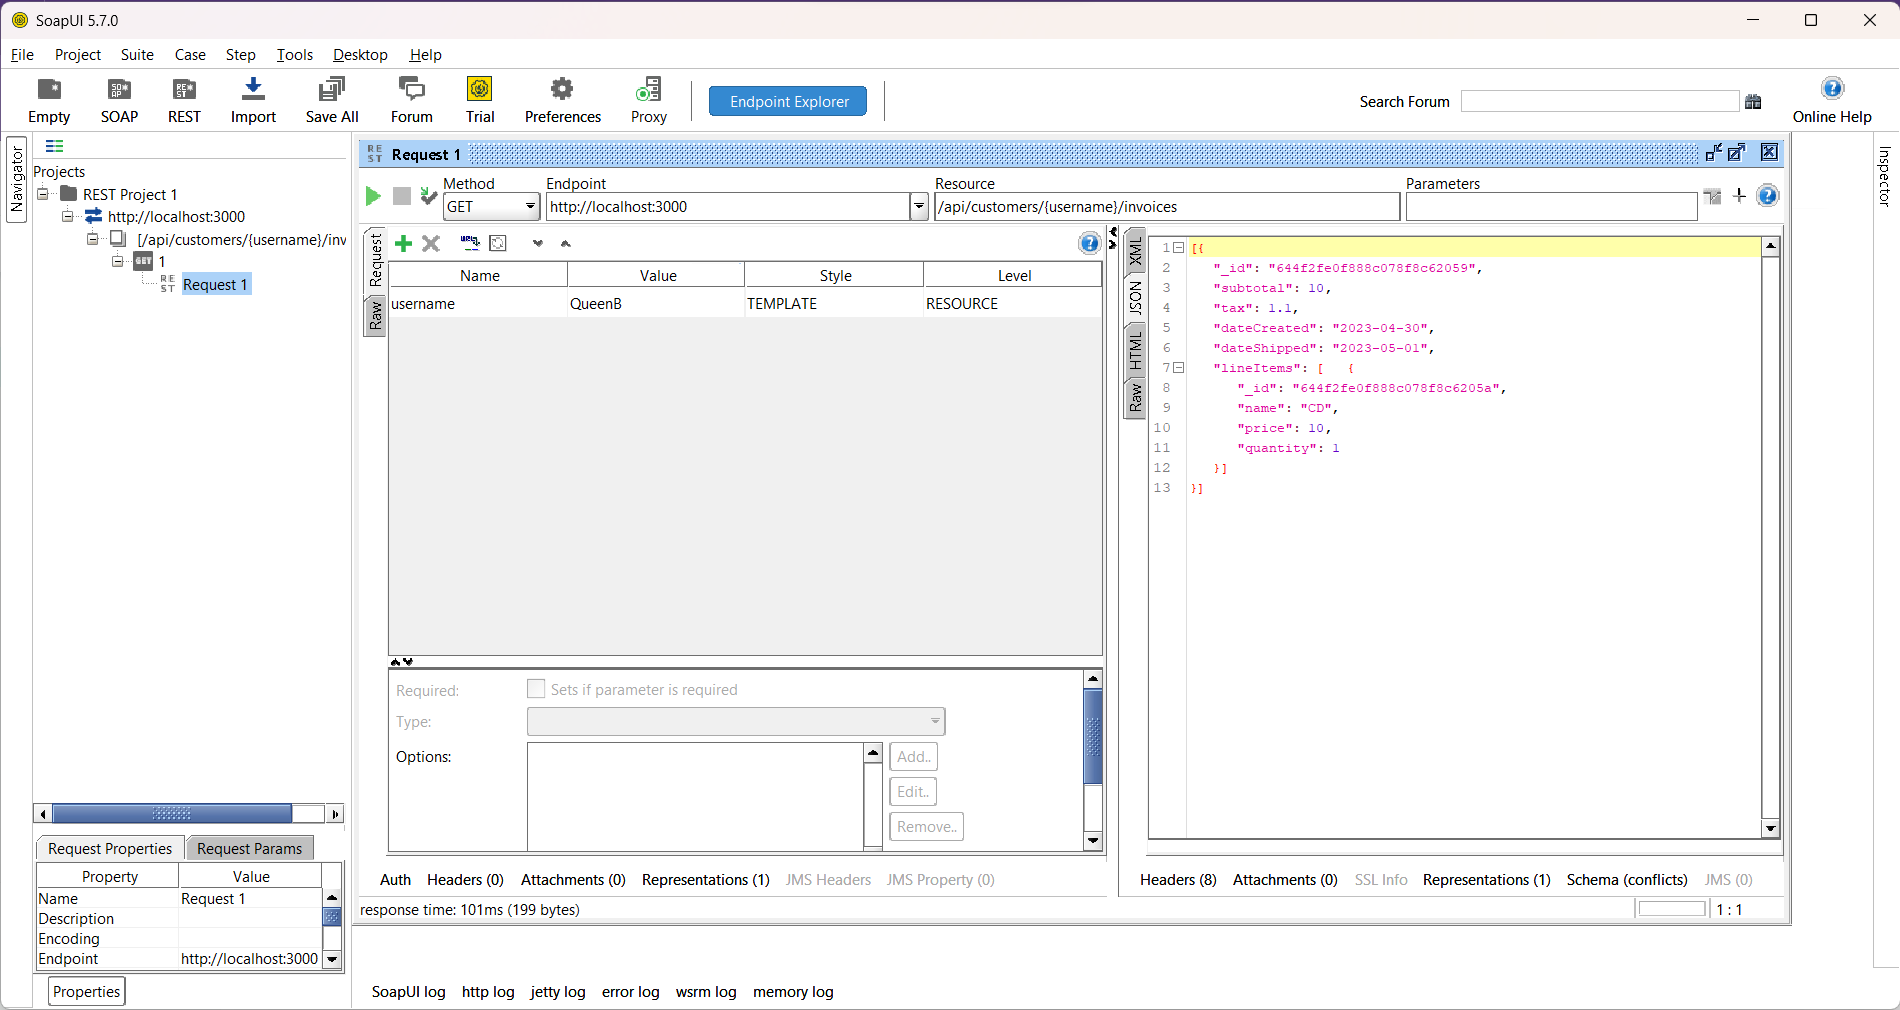 SoapUI 5.7.0
File Project Suite Case Step Tools Desktop Help
Empty SOAP REST Import Save All Forum Trial Preferences Proxy Endpoint Explorer Search Forum Online Help
Navigator
Projects
REST Project 1
http://localhost:3000
[/api/customers/{username}/inv
GET 1
REST Request 1
Request Properties Request Params
Property Value
Name Request 1
Description
Encoding
Endpoint http://localhost:3000
Properties
REST Request 1
Method Endpoint Resource Parameters
GET http://localhost:3000 /api/customers/{username}/invoices
Request
Raw
Name Value Style Level
username QueenB TEMPLATE RESOURCE
Required: Sets if parameter is required
Type:
Options: Add..
Edit..
Remove..
Auth Headers (0) Attachments (0) Representations (1) JMS Headers JMS Property (0)
XML
JSON
HTML
Raw
1 [{
2 "_id": "644f2fe0f888c078f8c62059",
3 "subtotal": 10,
4 "tax": 1.1,
5 "dateCreated": "2023-04-30",
6 "dateShipped": "2023-05-01",
7 "lineItems": [ {
8 "_id": "644f2fe0f888c078f8c6205a",
9 "name": "CD",
10 "price": 10,
11 "quantity": 1
12 }]
13 }]
Headers (8) Attachments (0) SSL Info Representations (1) Schema (conflicts) JMS (0)
response time: 101ms (199 bytes) 1 : 1
SoapUI log http log jetty log error log wsrm log memory log
Inspector